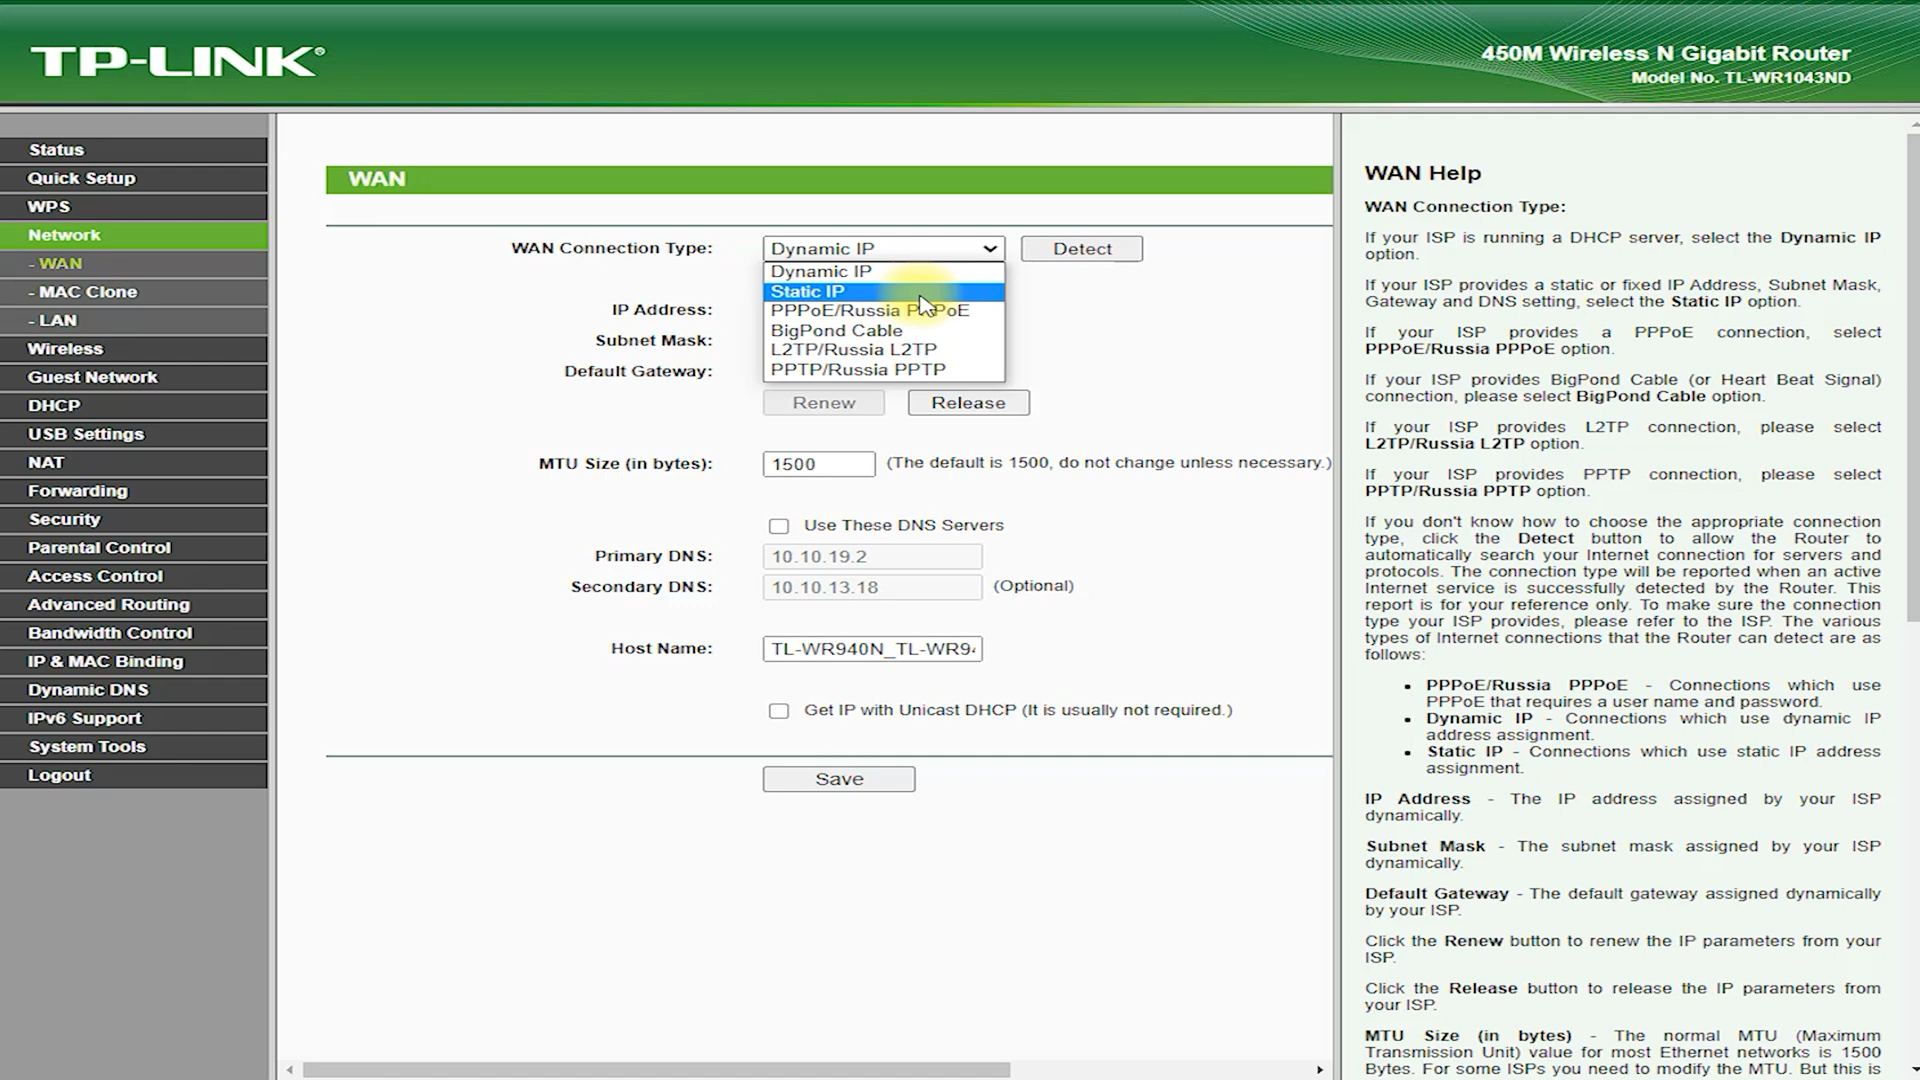 TP-LINK®
450M Wireless N Gigabit Router
Model No. TL-WR1043ND
Status
Quick Setup
WPS
Network
- WAN
- MAC Clone
- LAN
Wireless
Guest Network
DHCP
USB Settings
NAT
Forwarding
Security
Parental Control
Access Control
Advanced Routing
Bandwidth Control
IP & MAC Binding
Dynamic DNS
IPv6 Support
System Tools
Logout
WAN
WAN Connection Type: Dynamic IP Detect
Dynamic IP
Static IP
PPPoE/Russia PPPoE
BigPond Cable
L2TP/Russia L2TP
PPTP/Russia PPTP
IP Address:
Subnet Mask:
Default Gateway:
Renew Release
MTU Size (in bytes): 1500 (The default is 1500, do not change unless necessary.)
Use These DNS Servers
Primary DNS: 10.10.19.2
Secondary DNS: 10.10.13.18 (Optional)
Host Name: TL-WR940N_TL-WR9
Get IP with Unicast DHCP (It is usually not required.)
Save
WAN Help
WAN Connection Type:
If your ISP is running a DHCP server, select the Dynamic IP
option.
If your ISP provides a static or fixed IP Address, Subnet Mask,
Gateway and DNS setting, select the Static IP option.
If your ISP provides a PPPoE connection, select
PPPoE/Russia PPPoE option.
If your ISP provides BigPond Cable (or Heart Beat Signal)
connection, please select BigPond Cable option.
If your ISP provides L2TP connection, please select
L2TP/Russia L2TP option.
If your ISP provides PPTP connection, please select
PPTP/Russia PPTP option.
If you don't know how to choose the appropriate connection
type, click the Detect button to allow the Router to
automatically search your Internet connection for servers and
protocols. The connection type will be reported when an active
Internet service is successfully detected by the Router. This
report is for your reference only. To make sure the connection
type your ISP provides, please refer to the ISP. The various
types of Internet connections that the Router can detect are as
follows:
• PPPoE/Russia PPPoE - Connections which use
PPPoE that requires a user name and password.
• Dynamic IP - Connections which use dynamic IP
address assignment.
• Static IP - Connections which use static IP address
assignment.
IP Address - The IP address assigned by your ISP
dynamically.
Subnet Mask - The subnet mask assigned by your ISP
dynamically.
Default Gateway - The default gateway assigned dynamically
by your ISP.
Click the Renew button to renew the IP parameters from your
ISP.
Click the Release button to release the IP parameters from
your ISP.
MTU Size (in bytes) - The normal MTU (Maximum
Transmission Unit) value for most Ethernet networks is 1500
Bytes. For some ISPs you need to modify the MTU. But this is